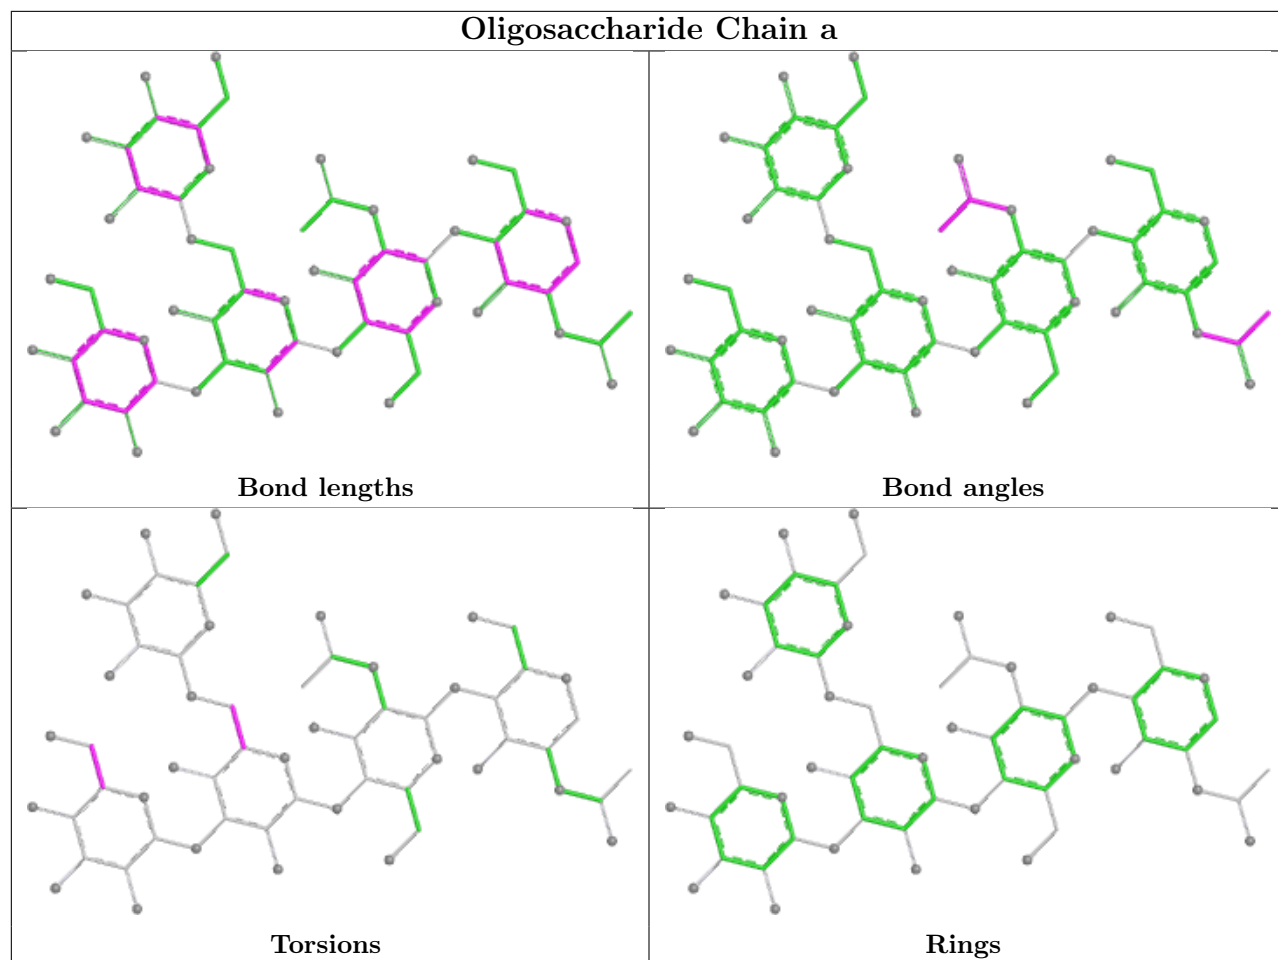 Oligosaccharide Chain a
Bond lengths
Bond angles
Torsions
Rings